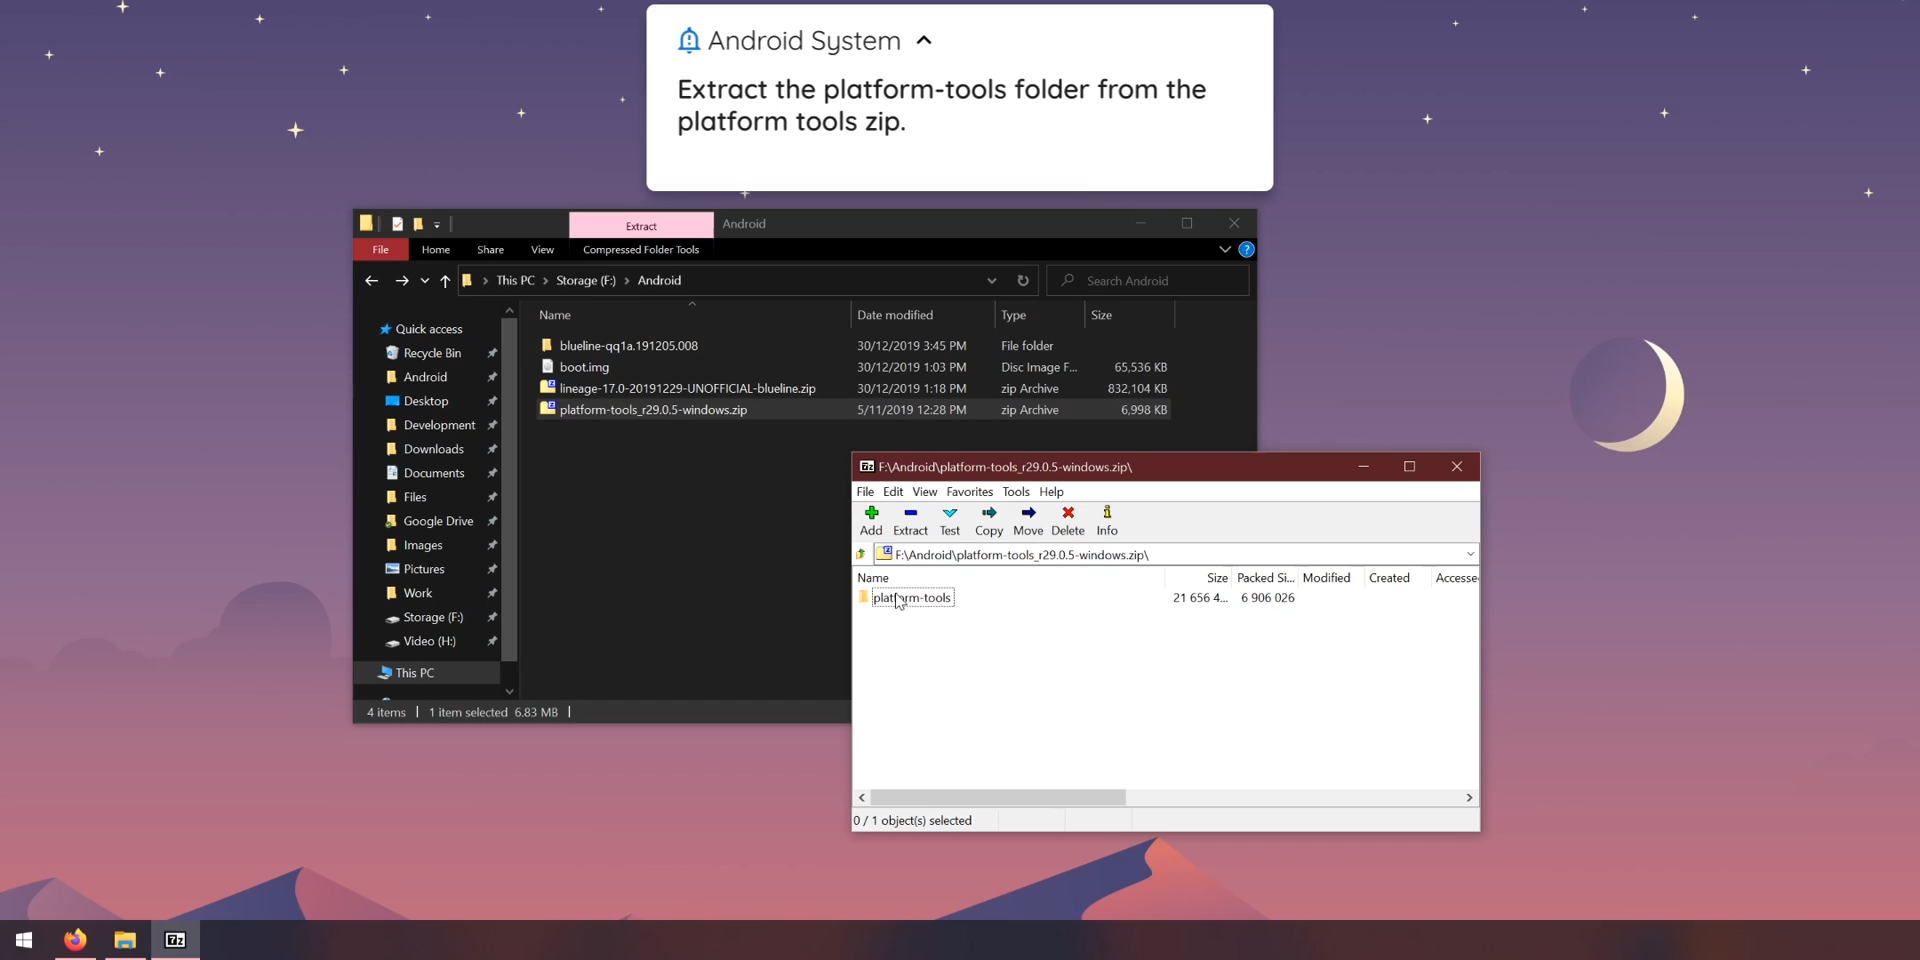 Android System
Extract the platform-tools folder from the
platform tools zip.
Extract
Android
File Home Share View Compressed Folder Tools
This PC > Storage (F:) > Android
Search Android
Name Date modified Type Size
Quick access
Recycle Bin
Android
Desktop
Development
Downloads
Documents
Files
Google Drive
Images
Pictures
Work
Storage (F:)
Video (H:)
This PC
blueline-qq1a.191205.008 30/12/2019 3:45 PM File folder
boot.img 30/12/2019 1:03 PM Disc Image F... 65,536 KB
lineage-17.0-20191229-UNOFFICIAL-blueline.zip 30/12/2019 1:18 PM zip Archive 832,104 KB
platform-tools_r29.0.5-windows.zip 5/11/2019 12:28 PM zip Archive 6,998 KB
4 items 1 item selected 6.83 MB
7z F:\Android\platform-tools_r29.0.5-windows.zip\
File Edit View Favorites Tools Help
Add Extract Test Copy Move Delete Info
F:\Android\platform-tools_r29.0.5-windows.zip\
Name Size Packed Si... Modified Created Accesse
platform-tools 21 656 4... 6 906 026
0 / 1 object(s) selected
7z